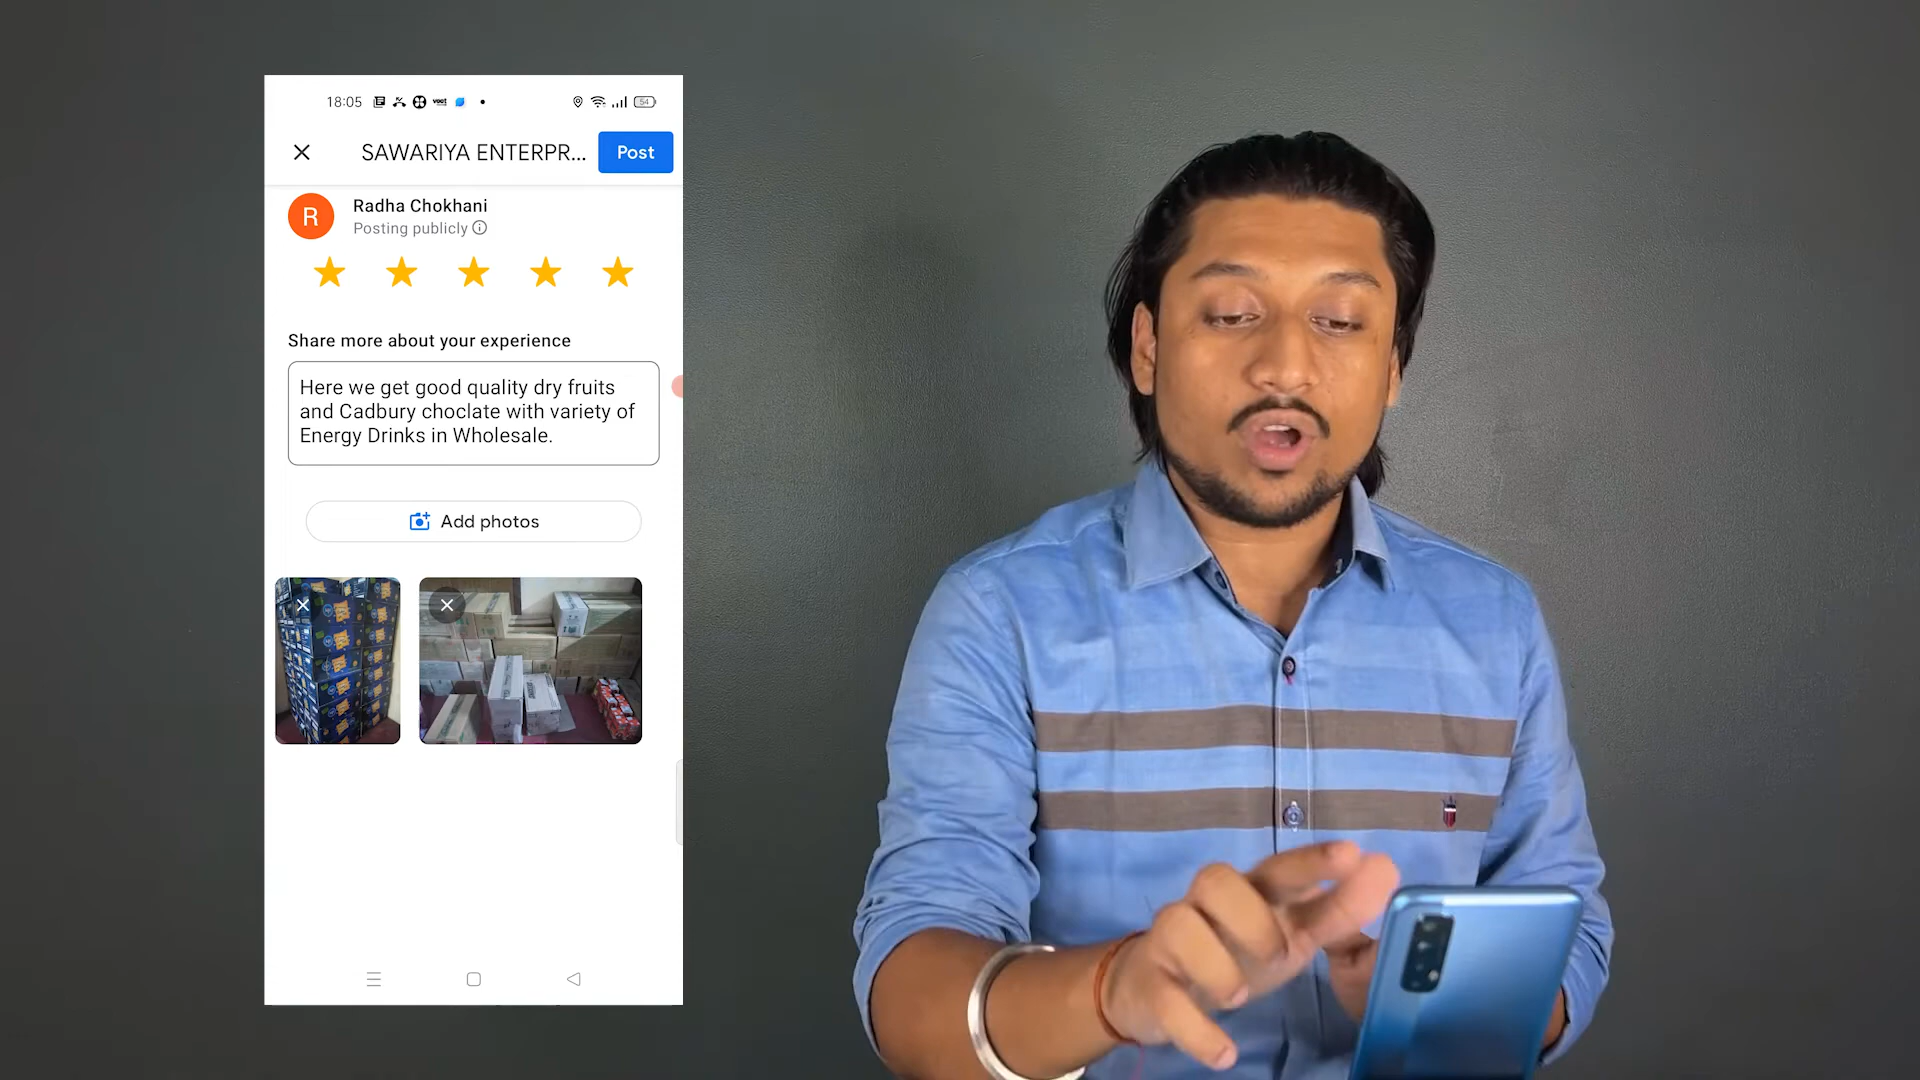 18:05
54
SAWARIYA ENTERPR...
Post
R
Radha Chokhani
Posting publicly
Share more about your experience
Here we get good quality dry fruits
and Cadbury choclate with variety of
Energy Drinks in Wholesale.
Add photos